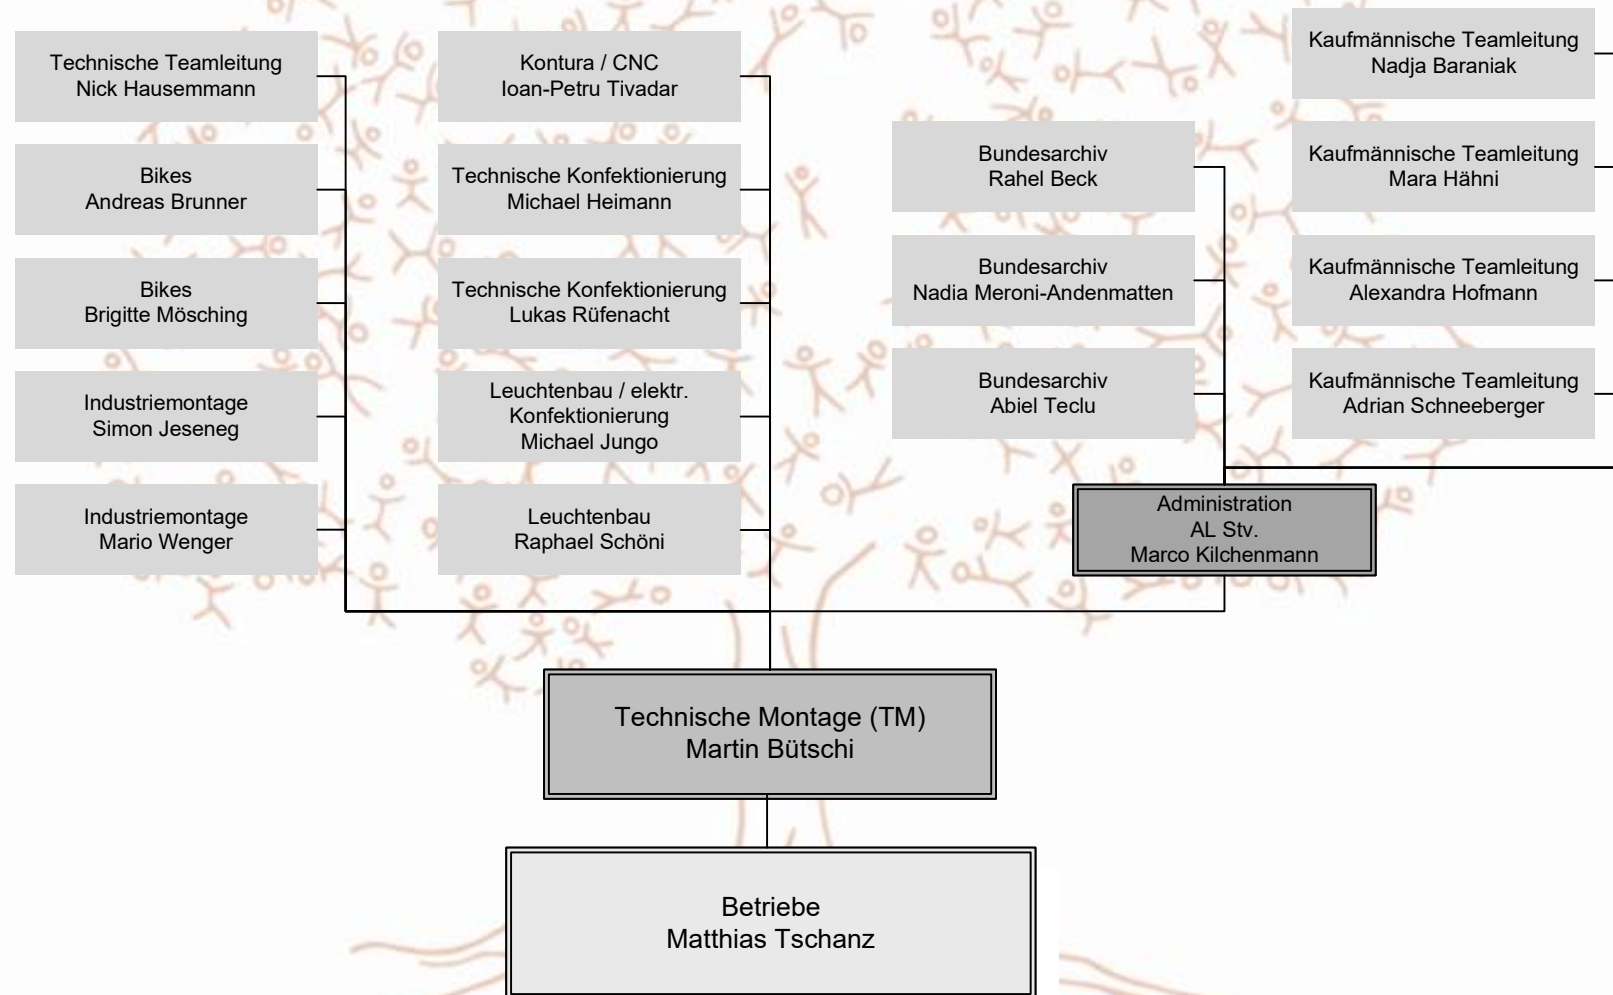 Technische Teamleitung
Nick Hausemmann
Bikes
Andreas Brunner
Bikes
Brigitte Mösching
Industriemontage
Simon Jeseneg
Industriemontage
Mario Wenger
Kontura / CNC
Ioan-Petru Tivadar
Technische Konfektionierung
Michael Heimann
Technische Konfektionierung
Lukas Rüfenacht
Leuchtenbau / elektr.
Konfektionierung
Michael Jungo
Leuchtenbau
Raphael Schöni
Bundesarchiv
Rahel Beck
Bundesarchiv
Nadia Meroni-Andenmatten
Bundesarchiv
Abiel Teclu
Kaufmännische Teamleitung
Nadja Baraniak
Kaufmännische Teamleitung
Mara Hähni
Kaufmännische Teamleitung
Alexandra Hofmann
Kaufmännische Teamleitung
Adrian Schneeberger
Administration
AL Stv.
Marco Kilchenmann
Technische Montage (TM)
Martin Bütschi
Betriebe
Matthias Tschanz